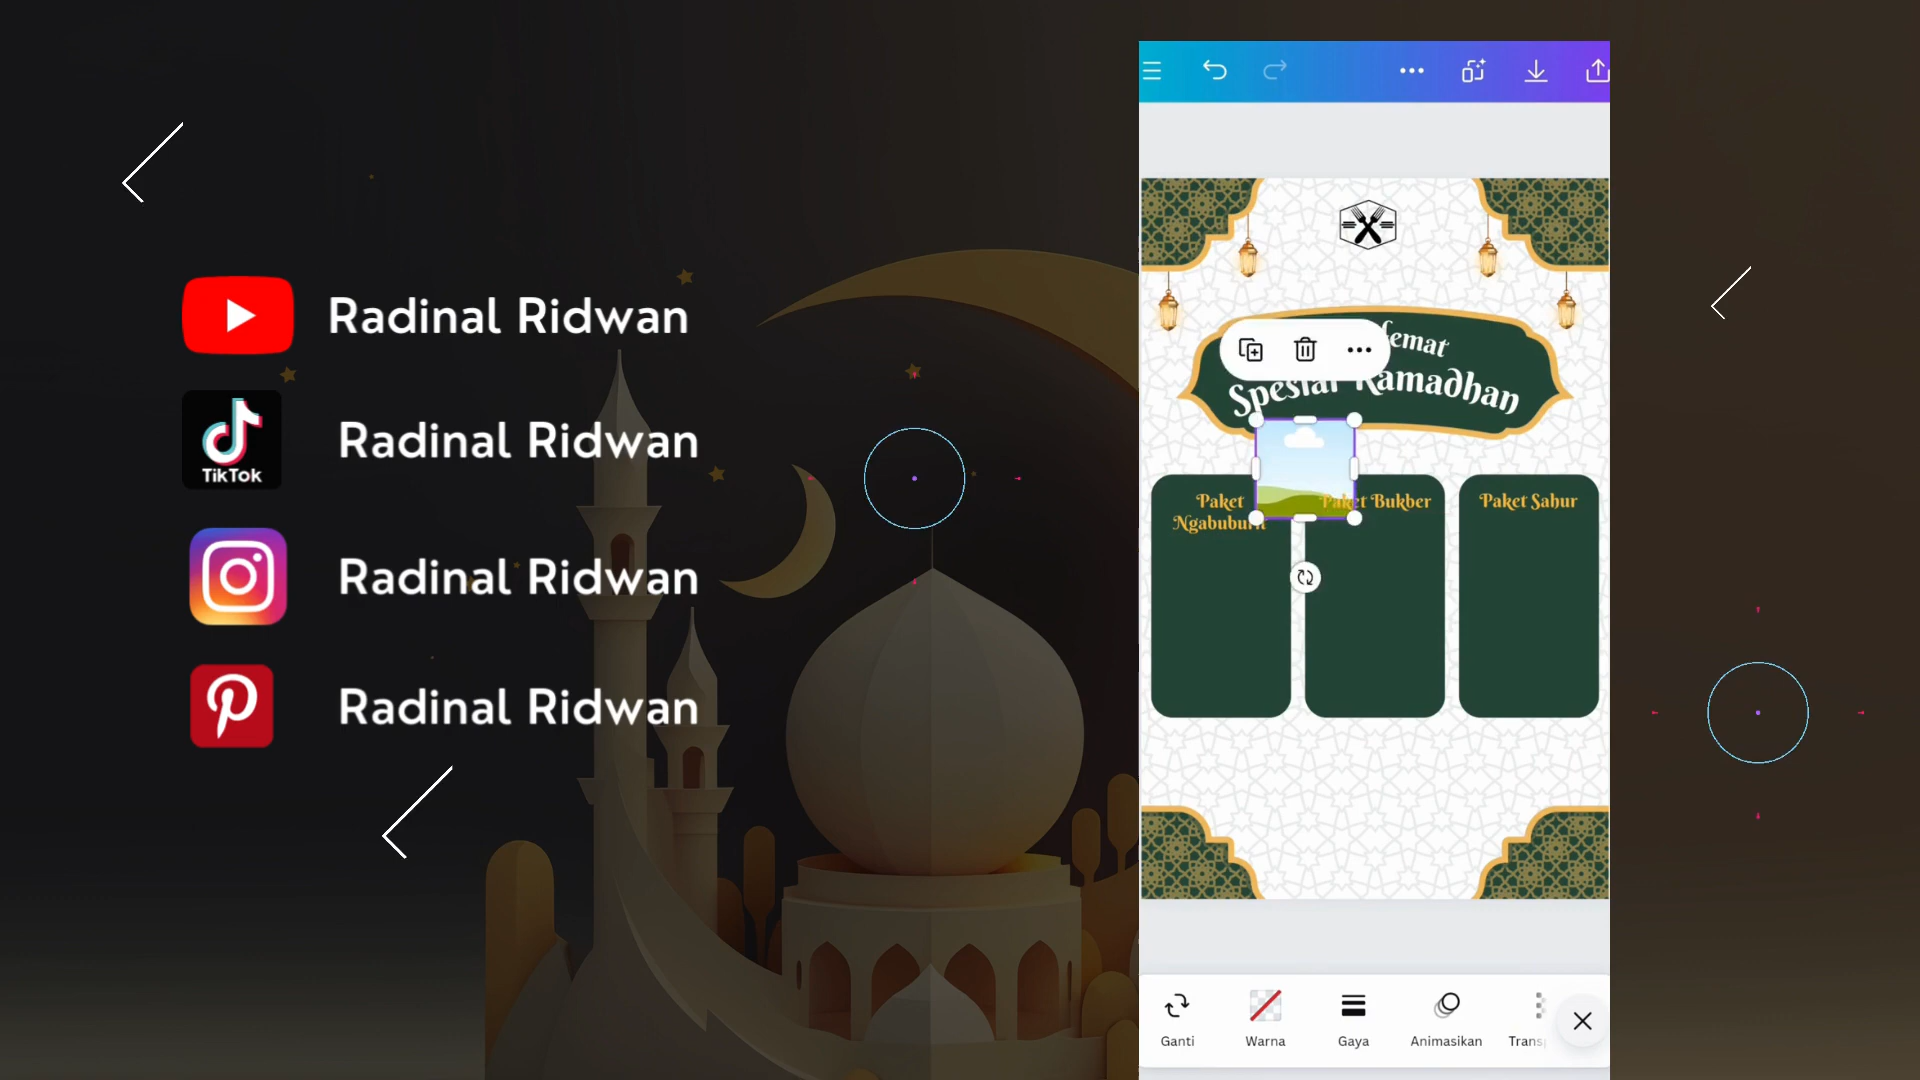 Radinal Ridwan
TikTok
Radinal Ridwan
Radinal Ridwan
Radinal Ridwan
Spesial Ramadhan
Paket
Ngabuburit
Paket Bukber
Paket Sahur
Ganti
Warna
Gaya
Animasikan